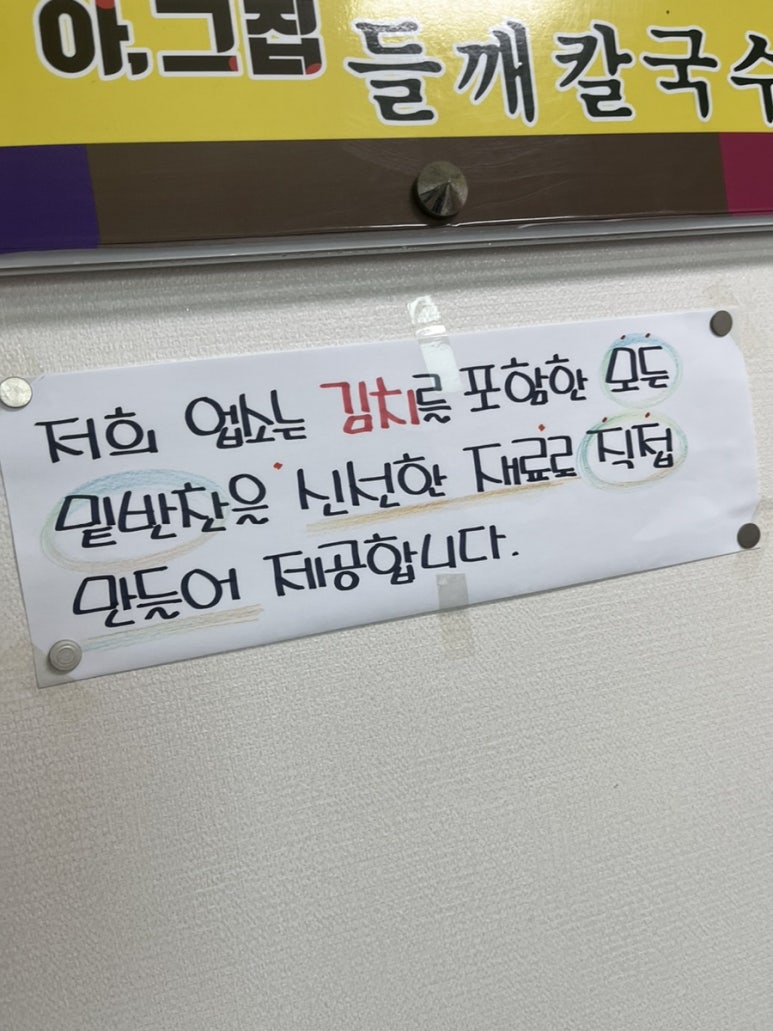 아,그집 들깨칼국수
저희 업소는 김치를 포함한 모든
밑반찬을 신선한 재료로 직접
만들어 제공합니다.